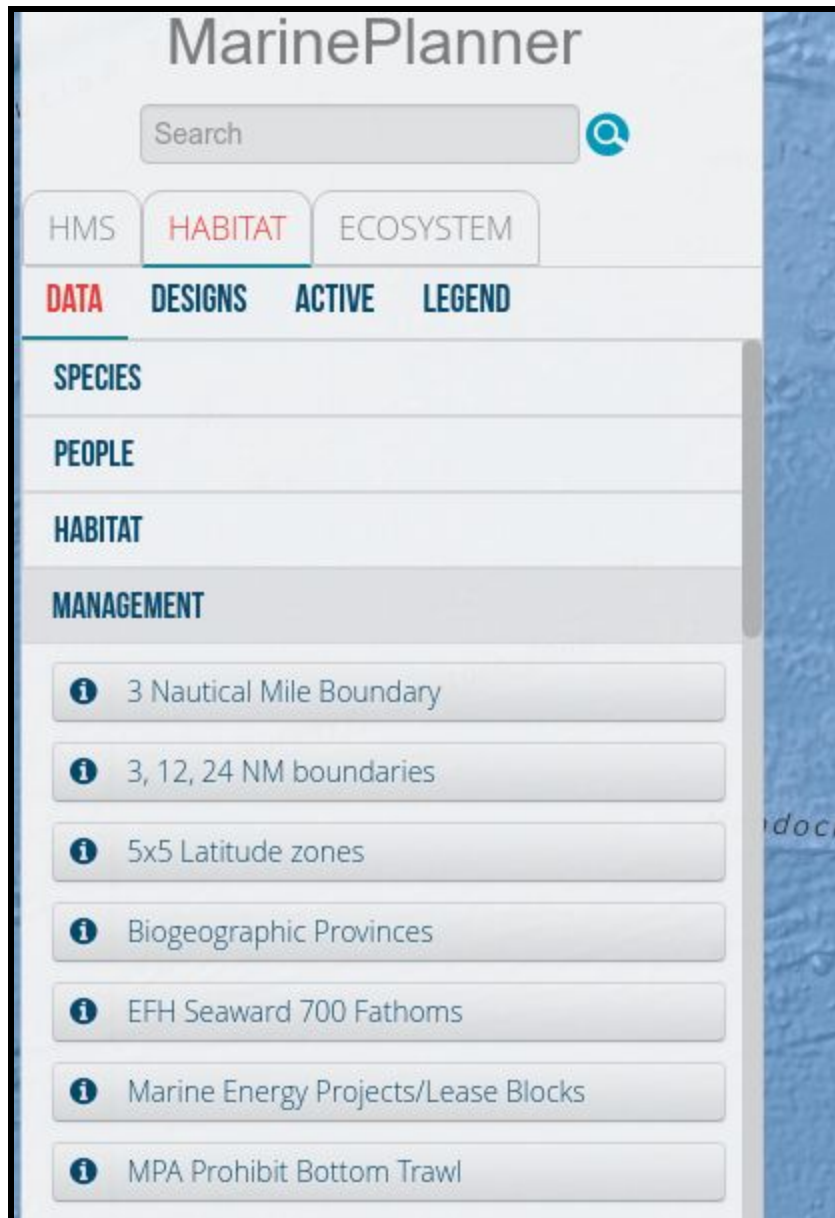 MarinePlanner
Search
HMS HABITAT ECOSYSTEM
DATA DESIGNS ACTIVE LEGEND
SPECIES
PEOPLE
HABITAT
MANAGEMENT
3 Nautical Mile Boundary
3, 12, 24 NM boundaries
5x5 Latitude zones
Biogeographic Provinces
EFH Seaward 700 Fathoms
Marine Energy Projects/Lease Blocks
MPA Prohibit Bottom Trawl